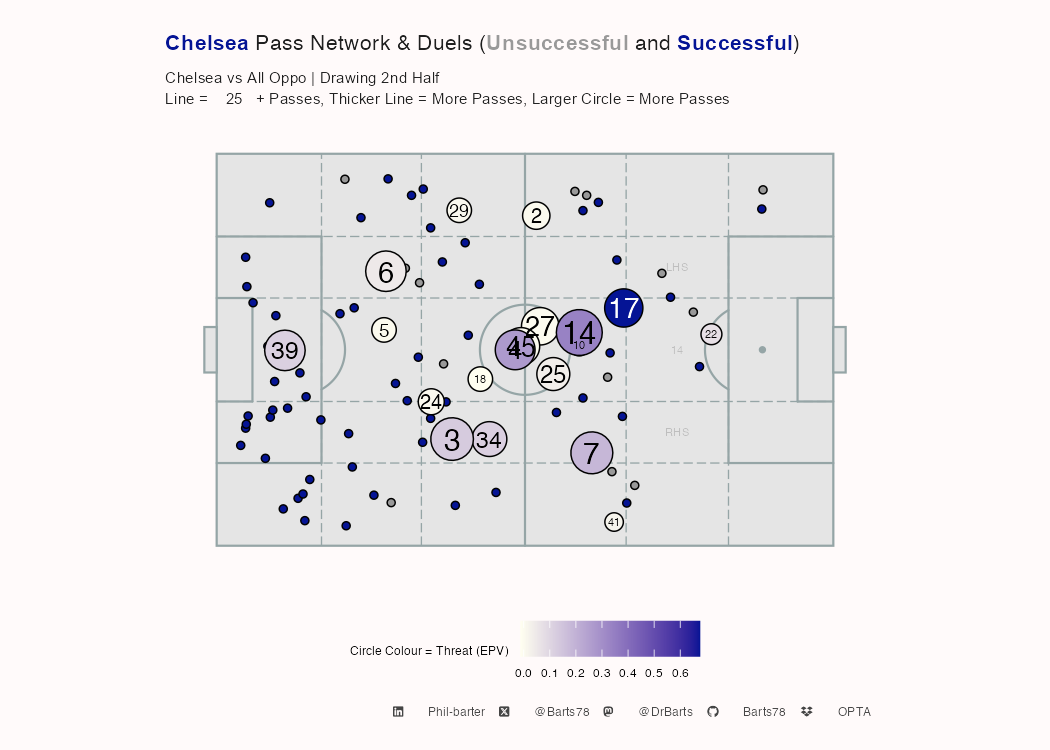 Chelsea Pass Network & Duels (Unsuccessful and Successful)
Chelsea vs All Oppo | Drawing 2nd Half
Line = 25 + Passes, Thicker Line = More Passes, Larger Circle = More Passes
29
2
6
LHS
17
27
14
10
5
22
39
45
4
14
25
18
24
3
34
RHS
7
41
Circle Colour = Threat (EPV)
0.0 0.1 0.2 0.3 0.4 0.5 0.6
Phil-barter @Barts78 @DrBarts Barts78 OPTA